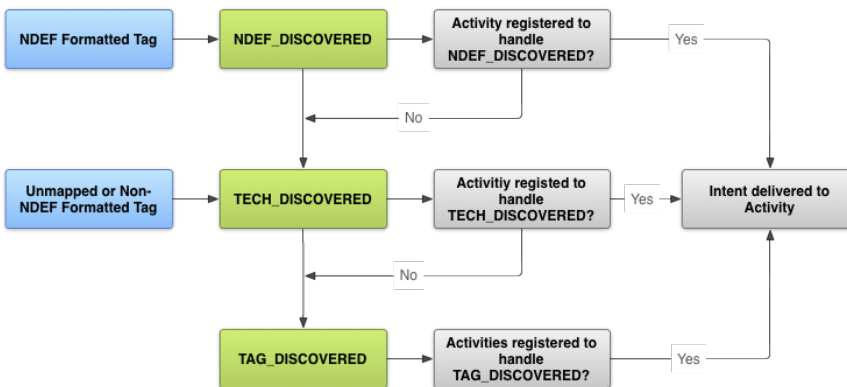 NDEF Formatted Tag
NDEF_DISCOVERED
Activity registered to
handle
NDEF_DISCOVERED?
Yes
No
Unmapped or Non-
NDEF Formatted Tag
TECH_DISCOVERED
Activitiy registed to
handle
TECH_DISCOVERED?
Yes
Intent delivered to
Activity
No
TAG_DISCOVERED
Activities registered to
handle
TAG_DISCOVERED?
Yes